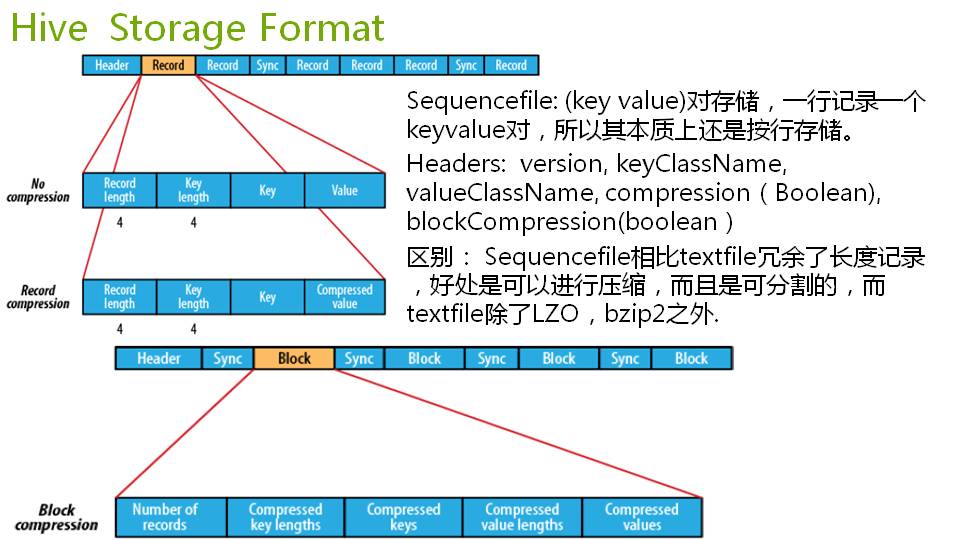 Hive Storage Format
Header Record Record Sync Record Record Record Sync Record
Sequencefile: (key value)对存储，一行记录一个
keyvalue对，所以其本质上还是按行存储。
Headers: version, keyClassName,
valueClassName, compression（Boolean),
blockCompression(boolean）
区别： Sequencefile相比textfile冗余了长度记录
，好处是可以进行压缩，而且是可分割的，而
textfile除了LZO，bzip2之外.
No
compression
Record
length
Key
length
Key
Value
4 4
Record
compression
Record
length
Key
length
Key
Compressed
value
4 4
Header Sync Block Sync Block Sync Block Sync Block
Block
compression
Number of
records
Compressed
key lengths
Compressed
keys
Compressed
value lengths
Compressed
values